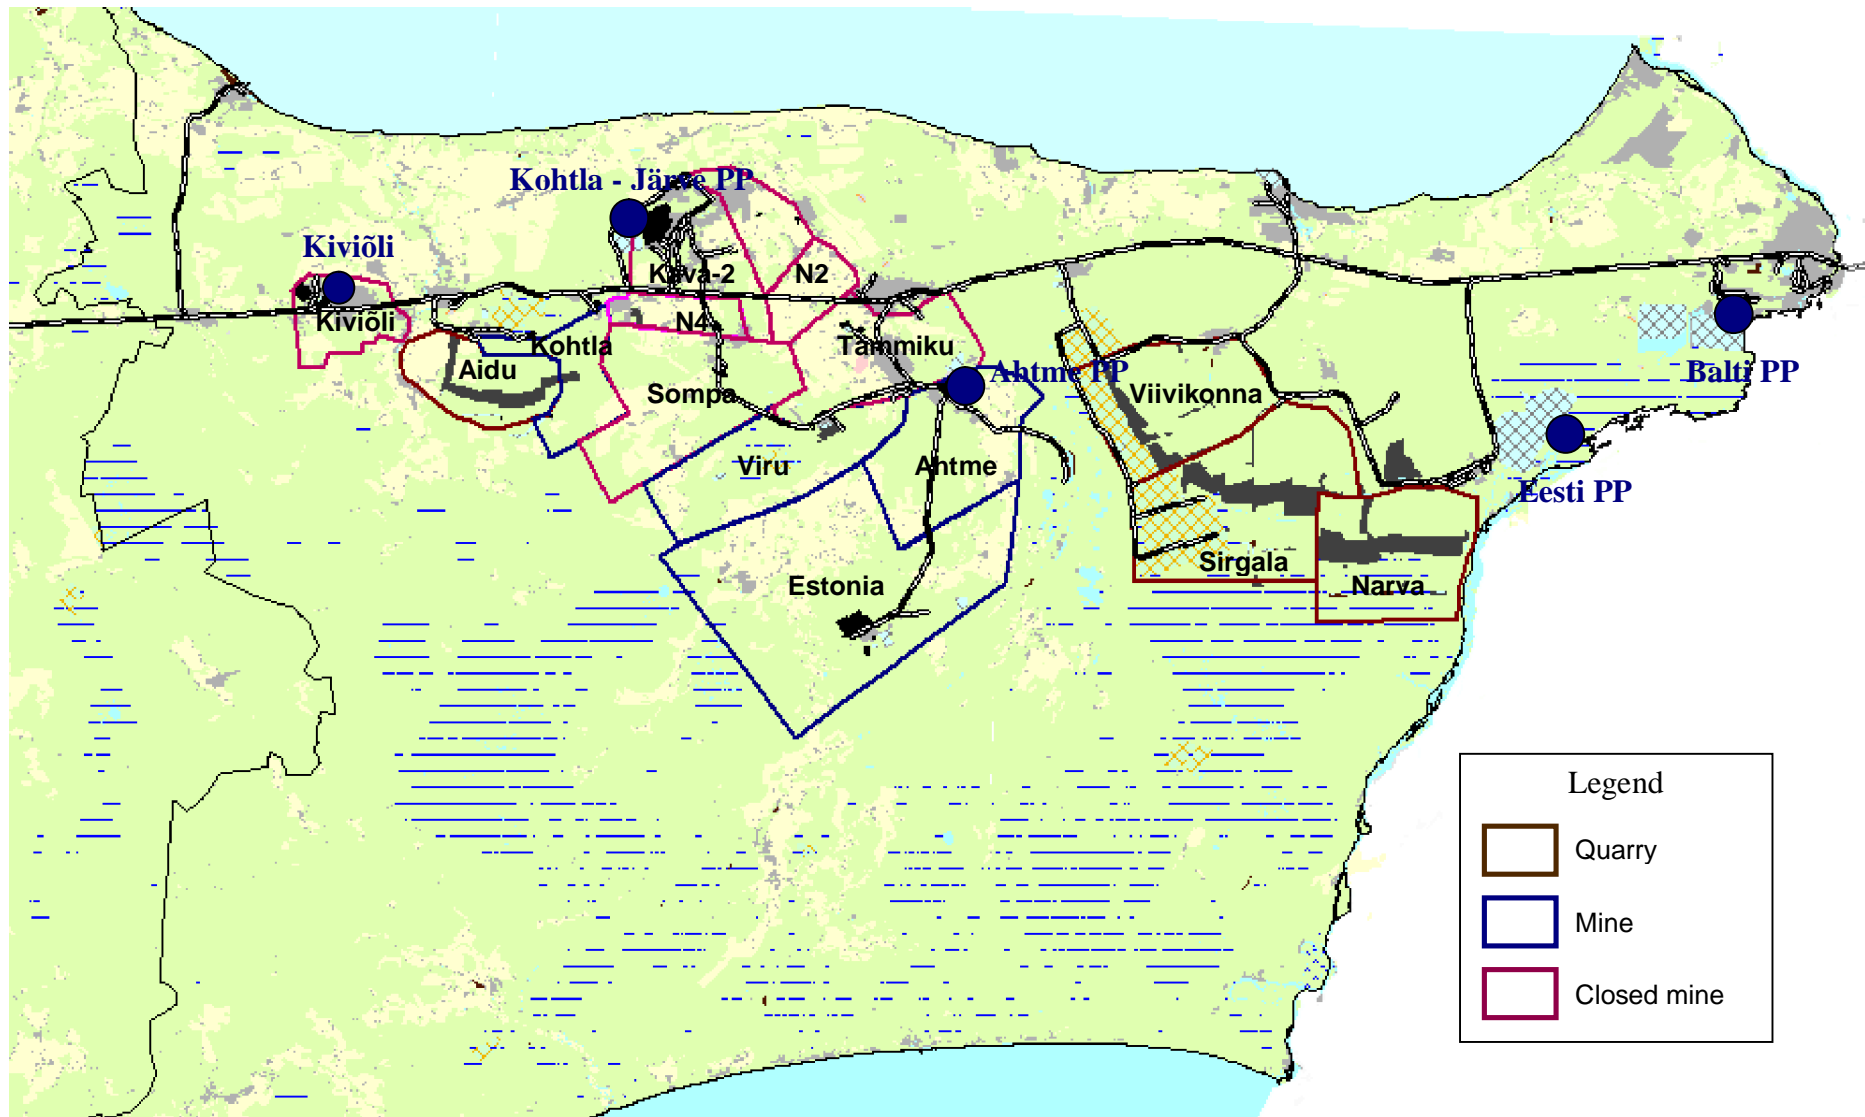 Kohtla - Järve PP
Kiviõli
Kiviõli
Kava-2
N2
N4
Kohtla
Aidu
Tammiku
Sompa
Ahtme PP
Viivikonna
Balti PP
Viru
Ahtme
Eesti PP
Estonia
Sirgala
Narva
Legend
Quarry
Mine
Closed mine